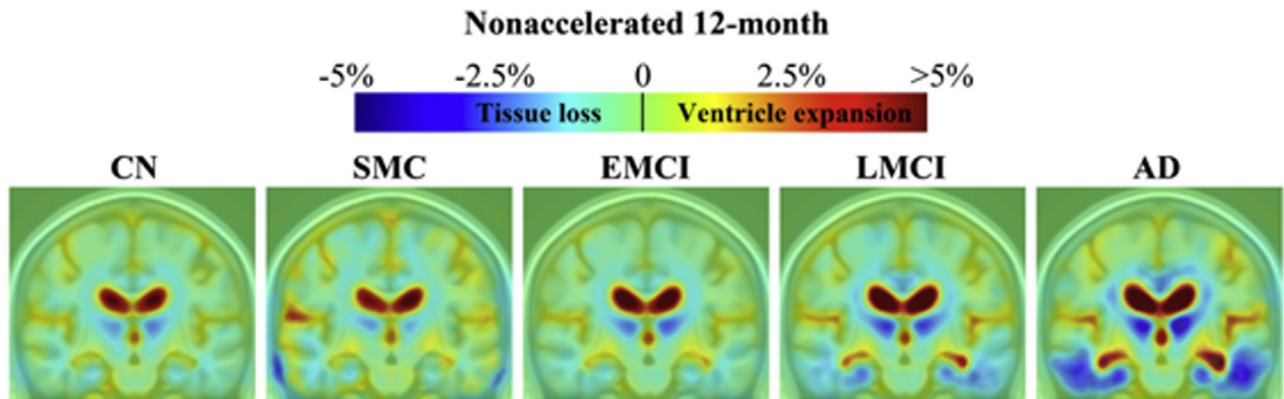 Nonaccelerated 12-month
-5% -2.5% 0 2.5% >5%
Tissue loss Ventricle expansion
CN SMC EMCI LMCI AD